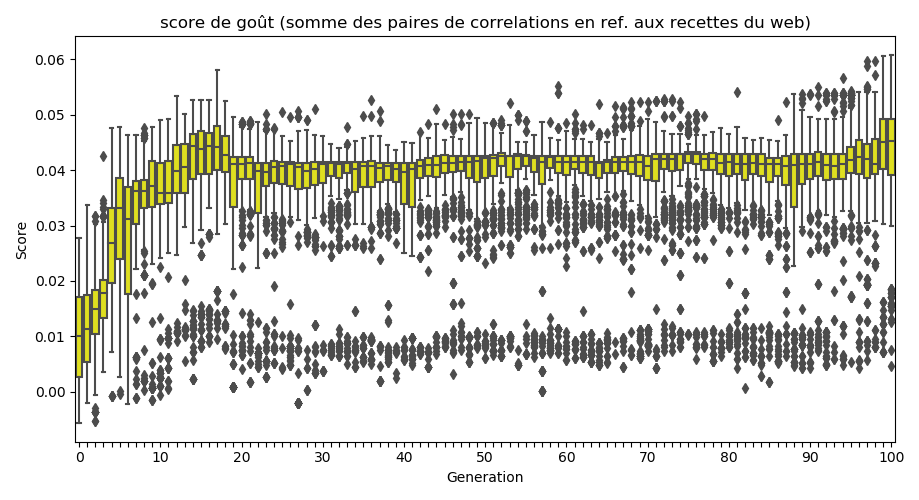 score de goût (somme des paires de correlations en ref. aux recettes du web)
0.06
0.05
0.04
0.03
0.02
0.01
0.00
Score
0 10 20 30 40 50 60 70 80 90 100
Generation